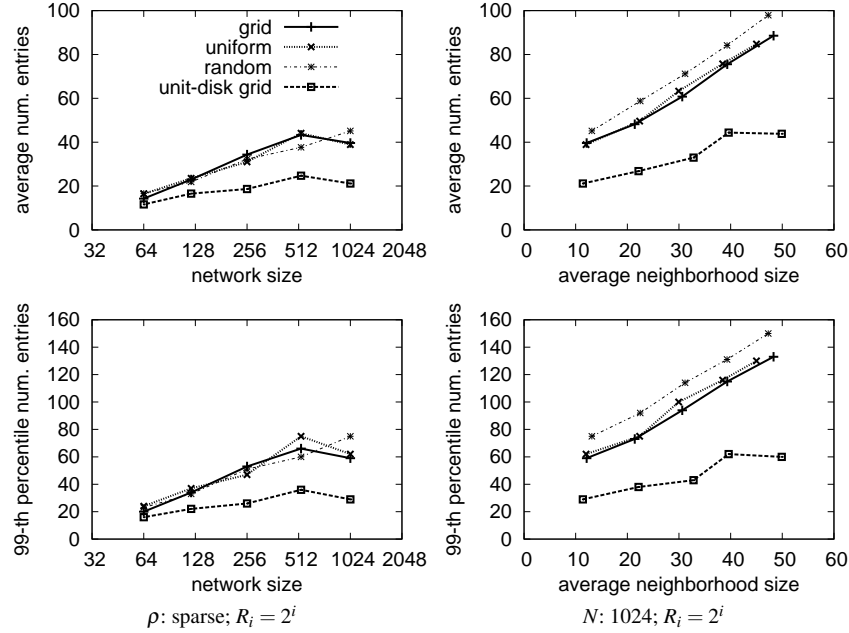 100
80
60
40
20
0
average num. entries
grid
uniform
random
unit-disk grid
32 64 128 256 512 1024 2048
network size
100
80
60
40
20
0
average num. entries
0 10 20 30 40 50 60
average neighborhood size
160
140
120
100
80
60
40
20
0
99-th percentile num. entries
32 64 128 256 512 1024 2048
network size
ρ: sparse; R_i = 2^i
160
140
120
100
80
60
40
20
0
99-th percentile num. entries
0 10 20 30 40 50 60
average neighborhood size
N: 1024; R_i = 2^i